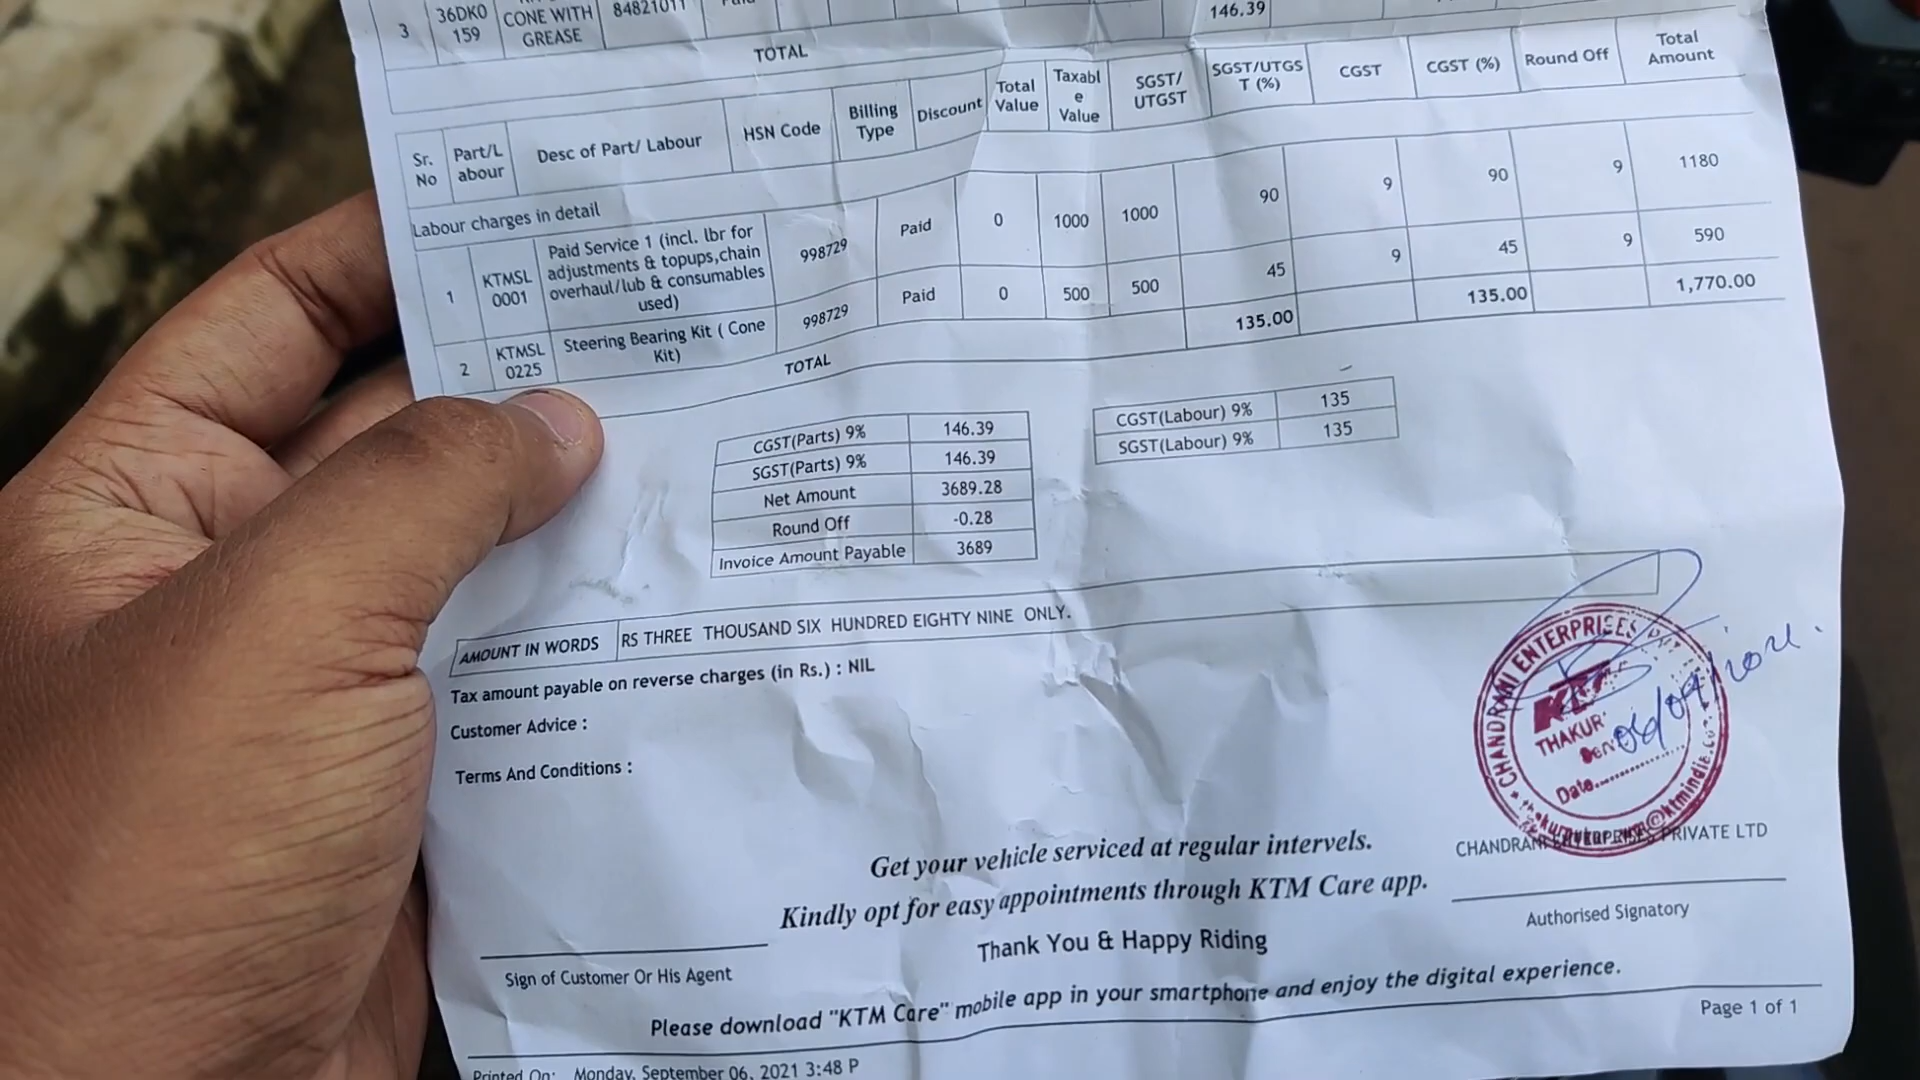 3 36DK0 CONE WITH 84821011 Paid 146.39
159 GREASE
TOTAL
Sr. No Part/L abour Desc of Part/ Labour HSN Code Billing Type Discount Total Value Taxabl e Value SGST/ UTGST SGST/UTGS T (%) CGST CGST (%) Round Off Total Amount
Labour charges in detail
1 KTMSL 0001 Paid Service 1 (incl. lbr for 998729 Paid 0 1000 1000 90 9 90 9 1180
adjustments & topups,chain
overhaul/lub & consumables
used)
2 KTMSL 0225 Steering Bearing Kit ( Cone 998729 Paid 0 500 500 45 9 45 9 590
Kit)
TOTAL 135.00 135.00 1,770.00
CGST(Parts) 9% 146.39
SGST(Parts) 9% 146.39
Net Amount 3689.28
Round Off -0.28
Invoice Amount Payable 3689
CGST(Labour) 9% 135
SGST(Labour) 9% 135
AMOUNT IN WORDS RS THREE THOUSAND SIX HUNDRED EIGHTY NINE ONLY.
Tax amount payable on reverse charges (in Rs.) : NIL
Customer Advice :
Terms And Conditions :
CHANDRANI ENTERPRISES
KTM
THAKUR
Date..............
@ktmindia.co
CHANDRANI ENTERPRISES PRIVATE LTD
Authorised Signatory
Get your vehicle serviced at regular intervels.
Kindly opt for easy appointments through KTM Care app.
Thank You & Happy Riding
Sign of Customer Or His Agent
Please download "KTM Care" mobile app in your smartphone and enjoy the digital experience.
Page 1 of 1
Printed On: Monday, September 06, 2021 3:48 P